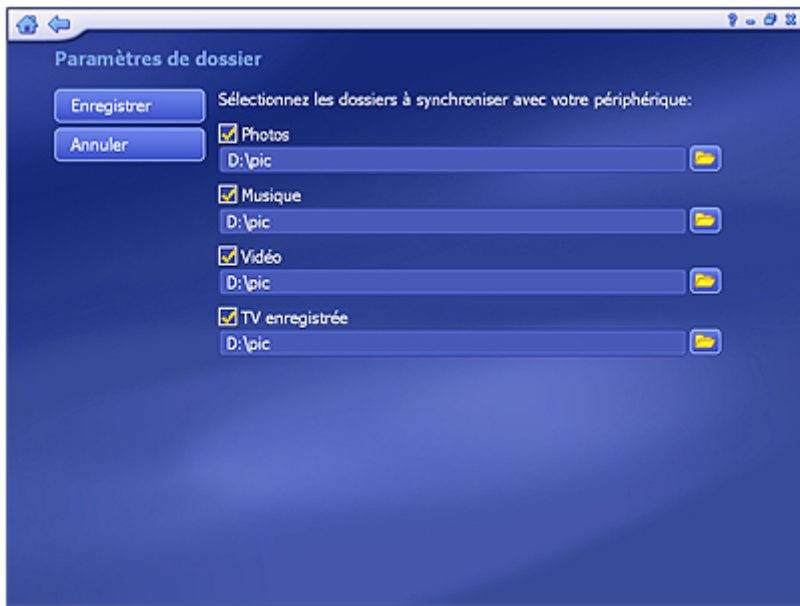 Paramètres de dossier
Enregistrer
Annuler
Sélectionnez les dossiers à synchroniser avec votre périphérique:
Photos
D:\pic
Musique
D:\pic
Vidéo
D:\pic
TV enregistrée
D:\pic